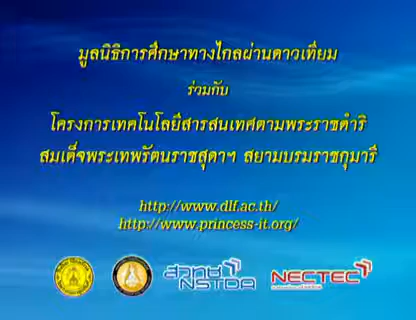 มูลนิธิการศึกษาทางไกลผ่านดาวเทียม
ร่วมกับ
โครงการเทคโนโลยีสารสนเทศตามพระราชดำริ
สมเด็จพระเทพรัตนราชสุดาฯ สยามบรมราชกุมารี
http://www.dlf.ac.th/
http://www.princess-it.org/
สวทช
NSTDA
NECTEC